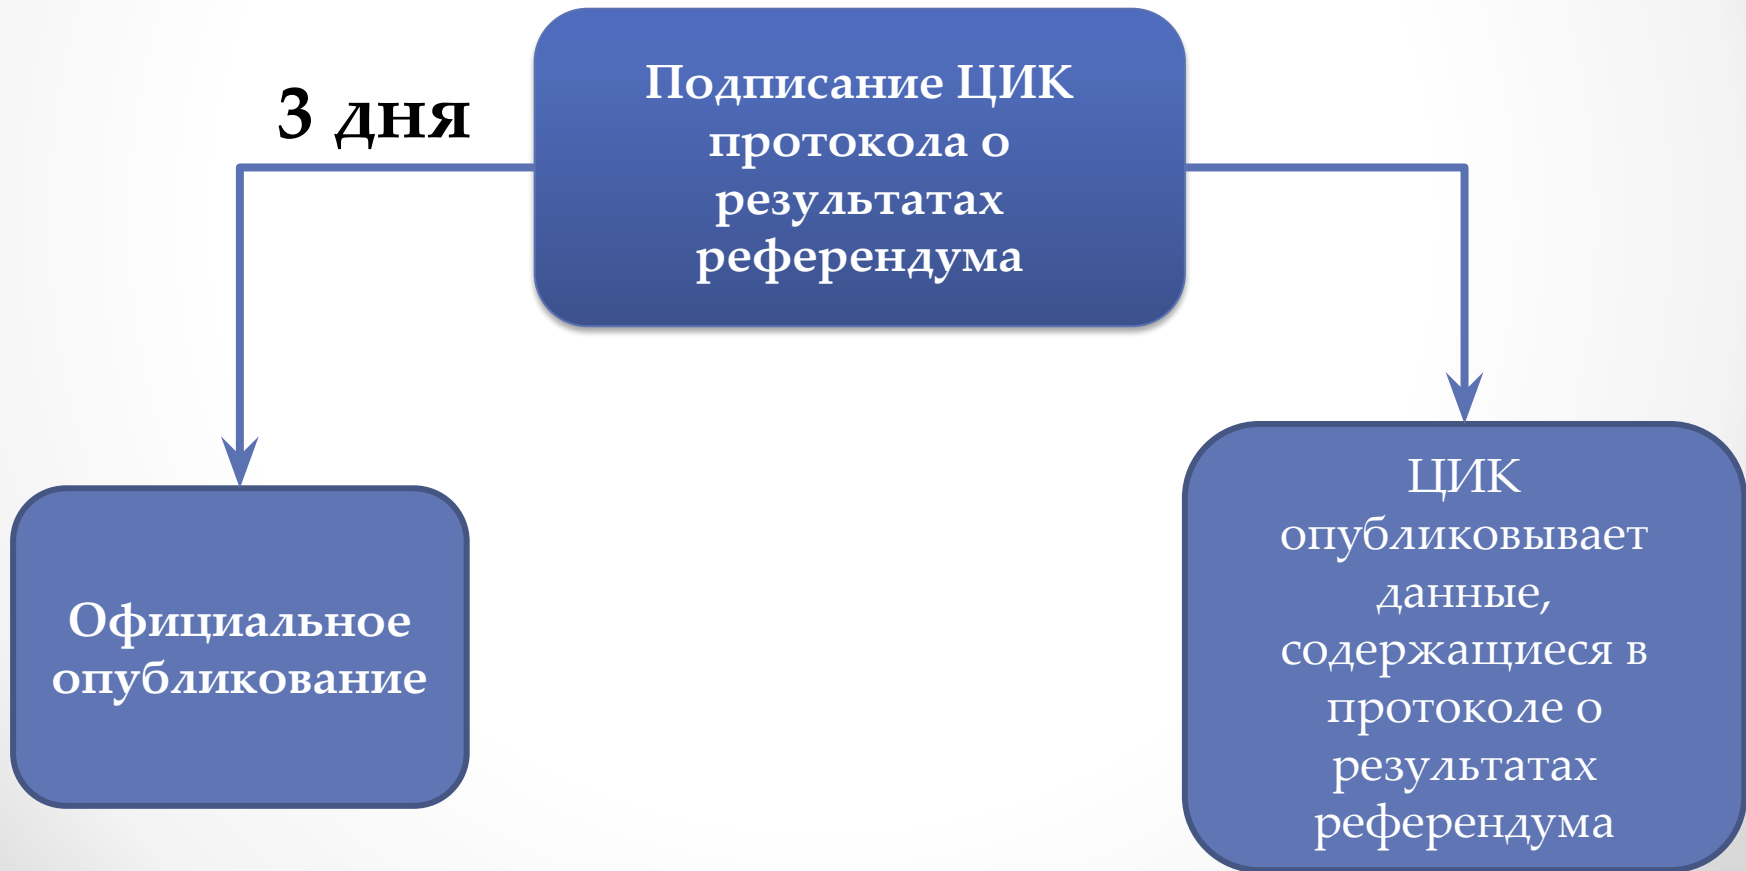 3 дня
Подписание ЦИК
протокола о
результатах
референдума
Официальное
опубликование
ЦИК
опубликовывает
данные,
содержащиеся в
протоколе о
результатах
референдума